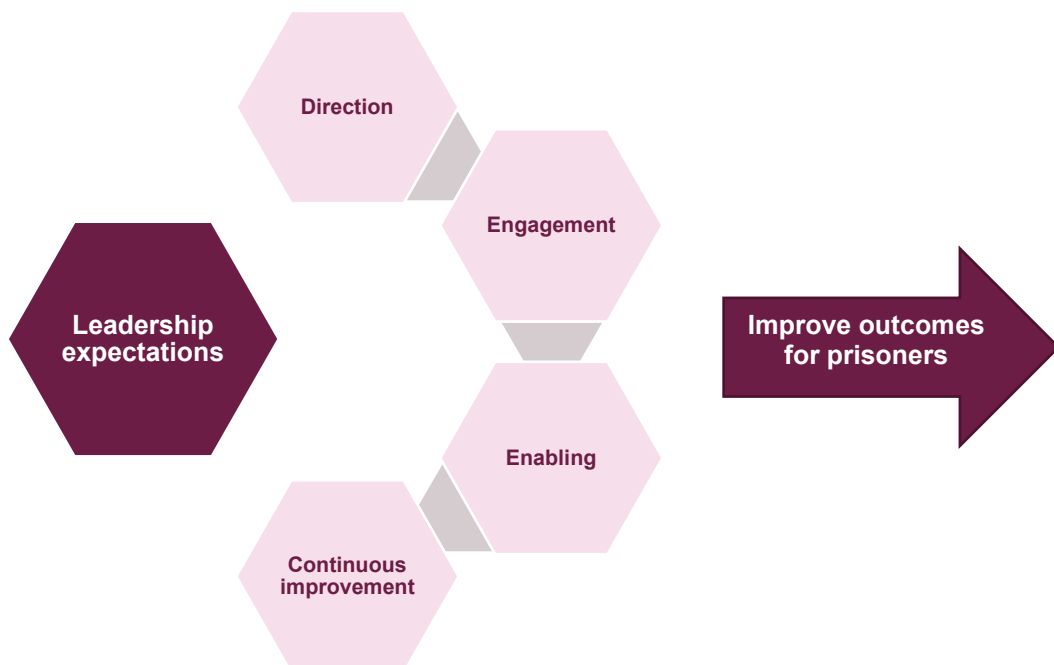 Direction
Engagement
Leadership
expectations
Improve outcomes
for prisoners
Enabling
Continuous
improvement